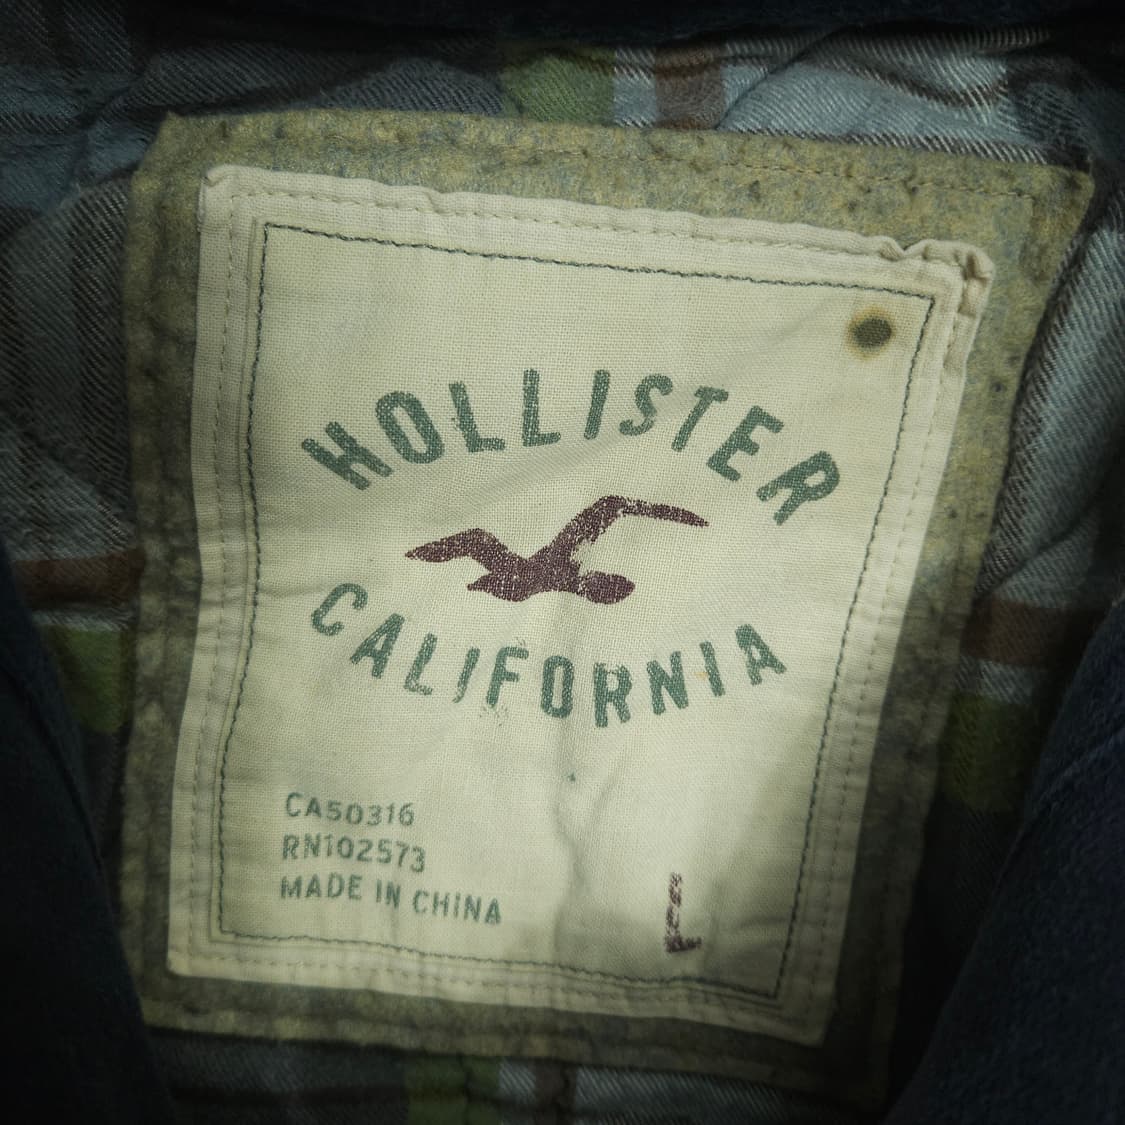 HOLLISTER
CALIFORNIA
CA50316
RN102573
MADE IN CHINA
L